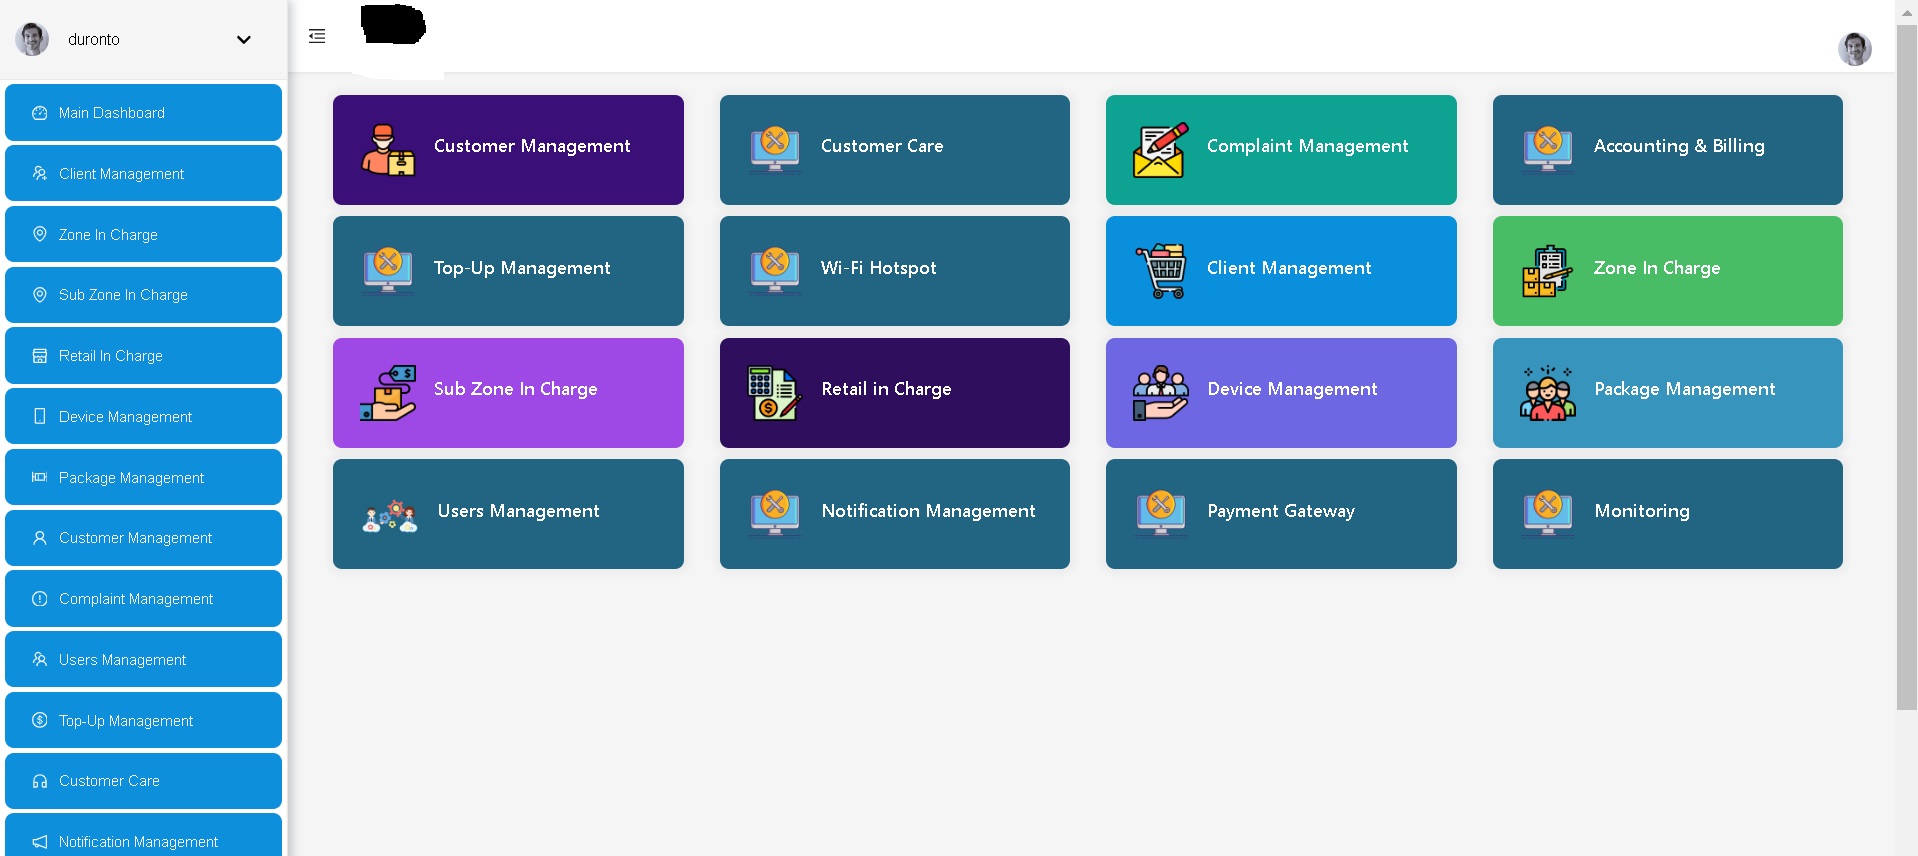 duronto
Main Dashboard
Client Management
Zone In Charge
Sub Zone In Charge
Retail In Charge
Device Management
Package Management
Customer Management
Complaint Management
Users Management
Top-Up Management
Customer Care
Notification Management
Customer Management
Customer Care
Complaint Management
Accounting & Billing
Top-Up Management
Wi-Fi Hotspot
Client Management
Zone In Charge
Sub Zone In Charge
Retail in Charge
Device Management
Package Management
Users Management
Notification Management
Payment Gateway
Monitoring